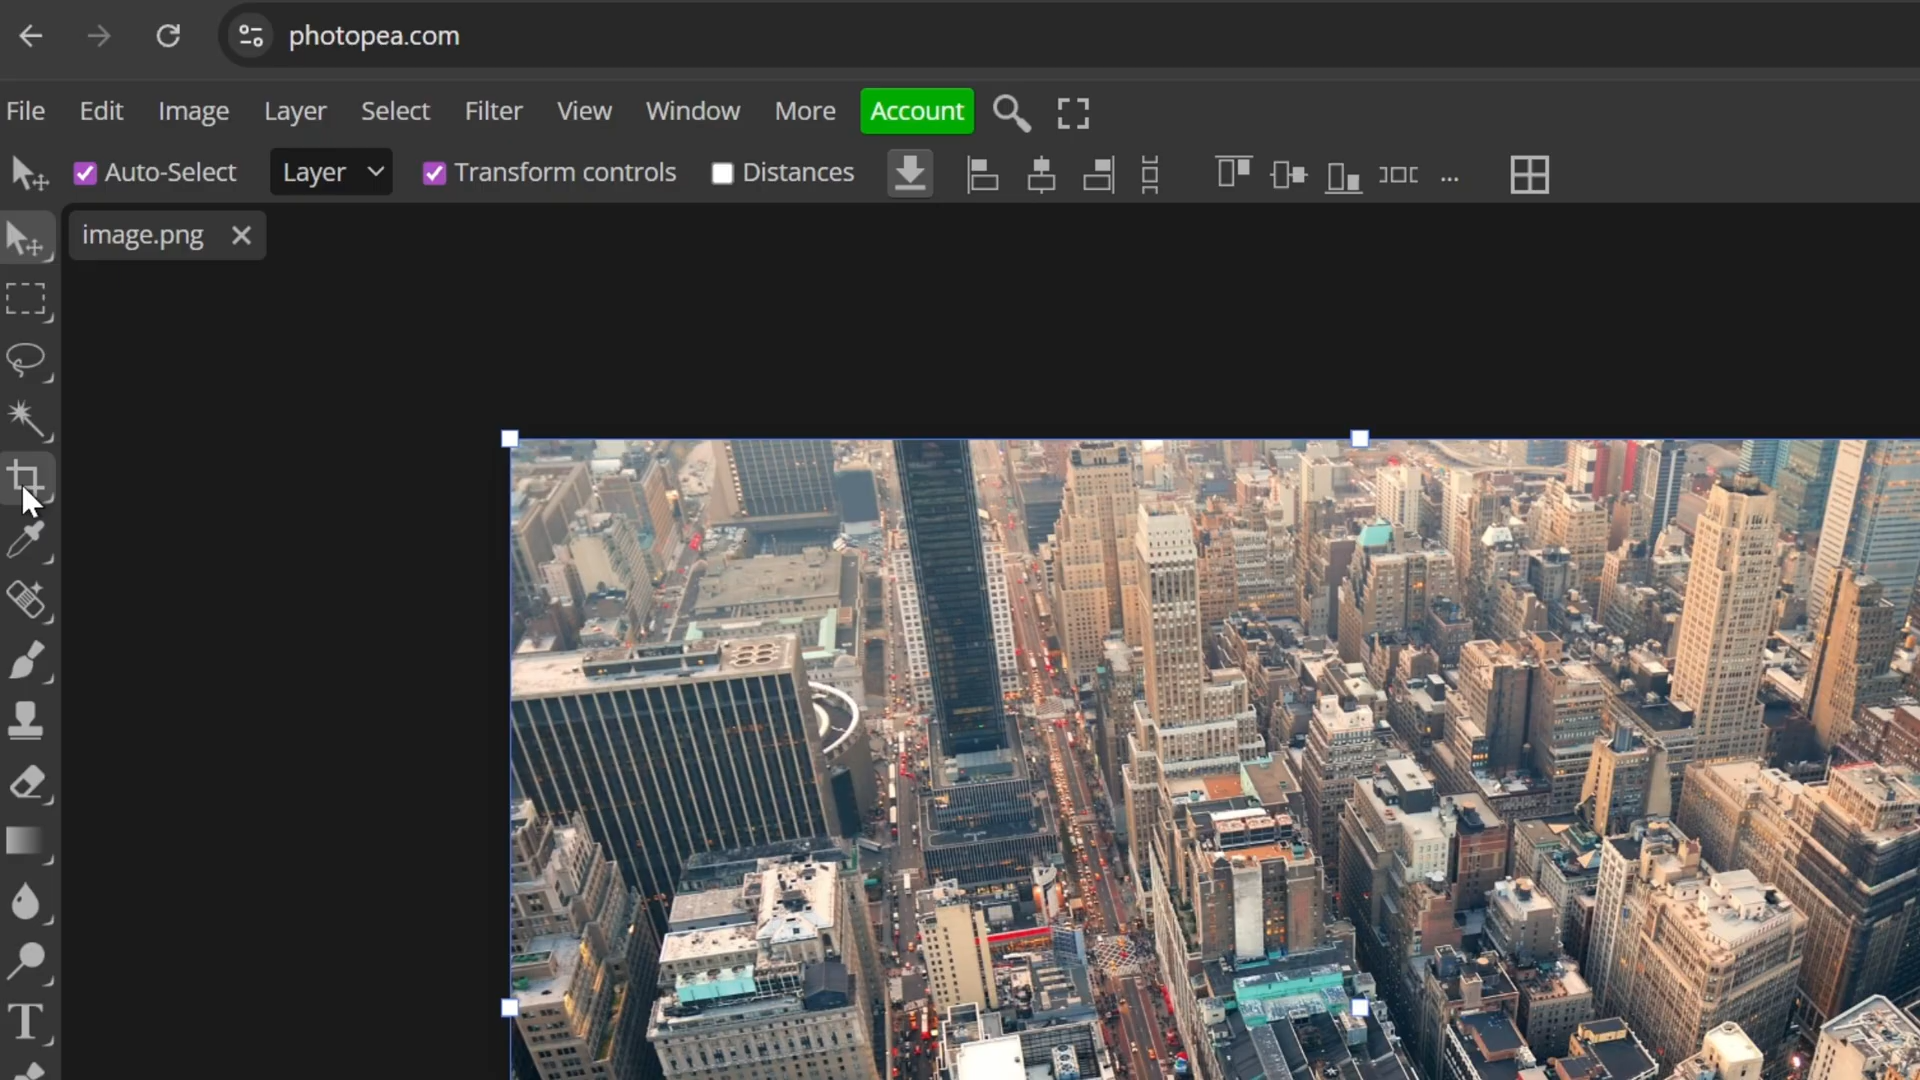 photopea.com
File Edit Image Layer Select Filter View Window More Account
Auto-Select Layer Transform controls Distances ...
image.png
T